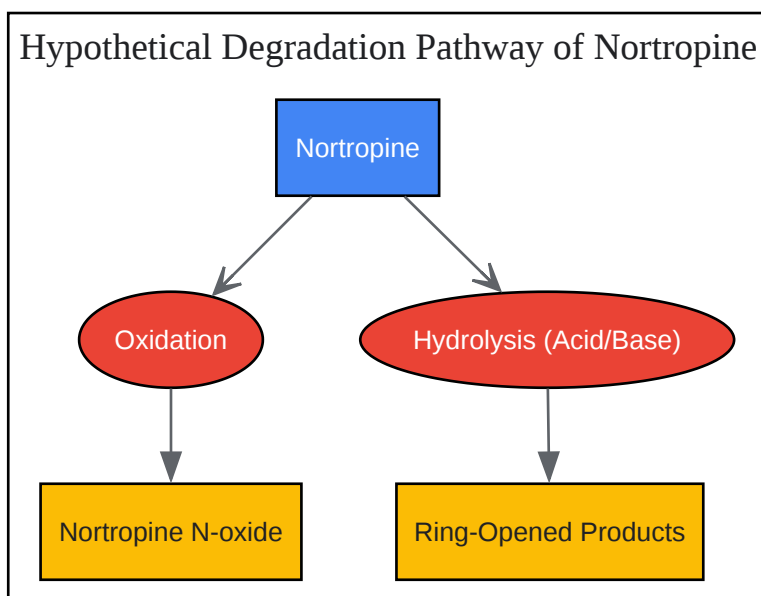 Hypothetical Degradation Pathway of Nortropine
Nortropine
Oxidation
Hydrolysis (Acid/Base)
Nortropine N-oxide
Ring-Opened Products